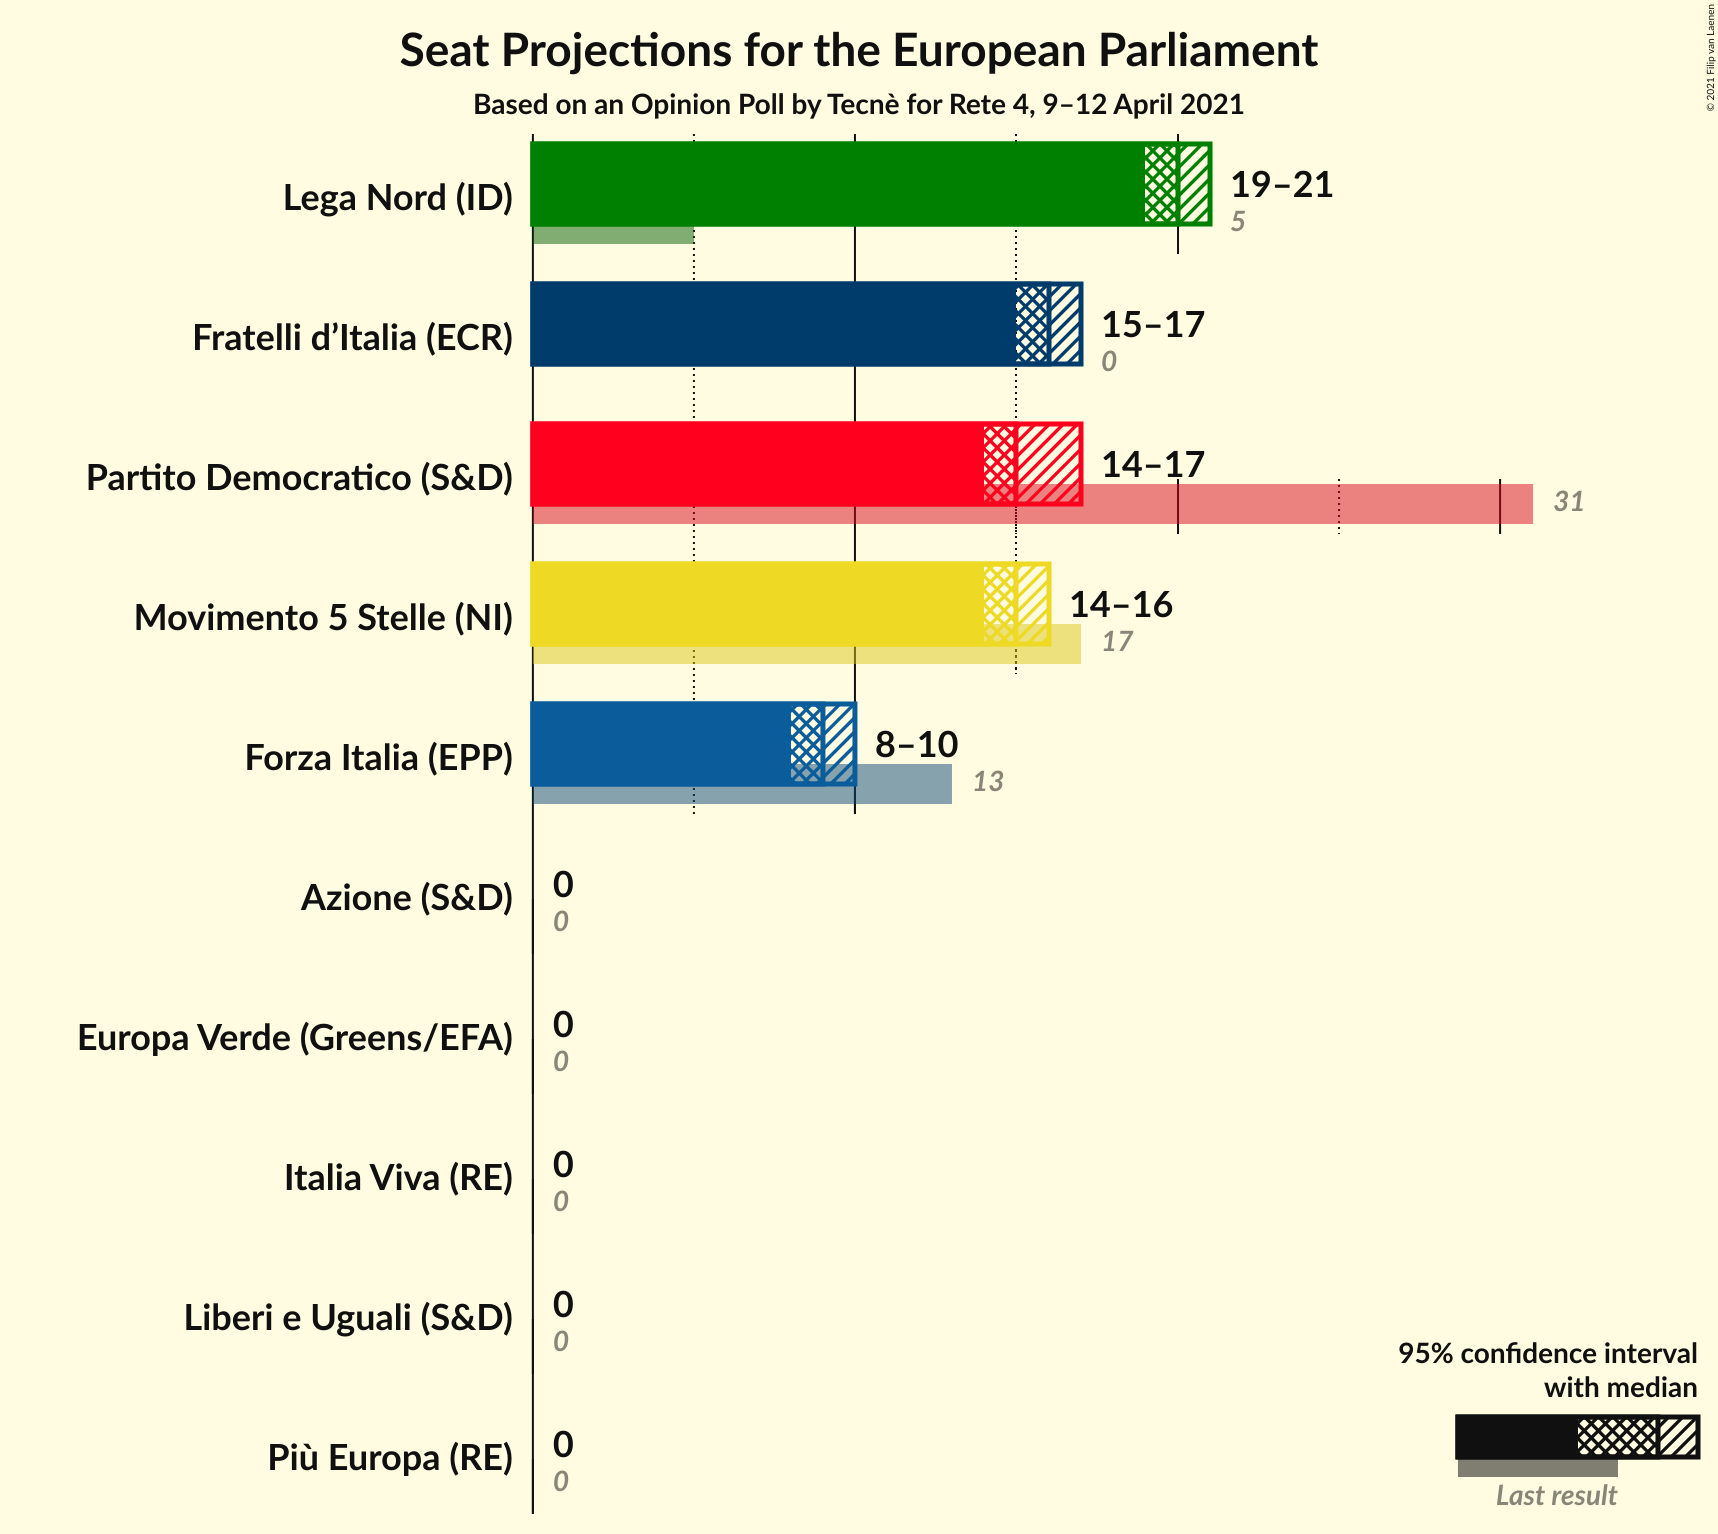 Seat Projections for the European Parliament
Based on an Opinion Poll by Tecnè for Rete 4, 9–12 April 2021
© 2021 Filip van Laenen
Lega Nord (ID)
19–21
5
Fratelli d’Italia (ECR)
15–17
0
Partito Democratico (S&D)
14–17
31
Movimento 5 Stelle (NI)
14–16
17
Forza Italia (EPP)
8–10
13
Azione (S&D)
0
0
Europa Verde (Greens/EFA)
0
0
Italia Viva (RE)
0
0
Liberi e Uguali (S&D)
0
0
Più Europa (RE)
0
0
95% confidence interval
with median
Last result